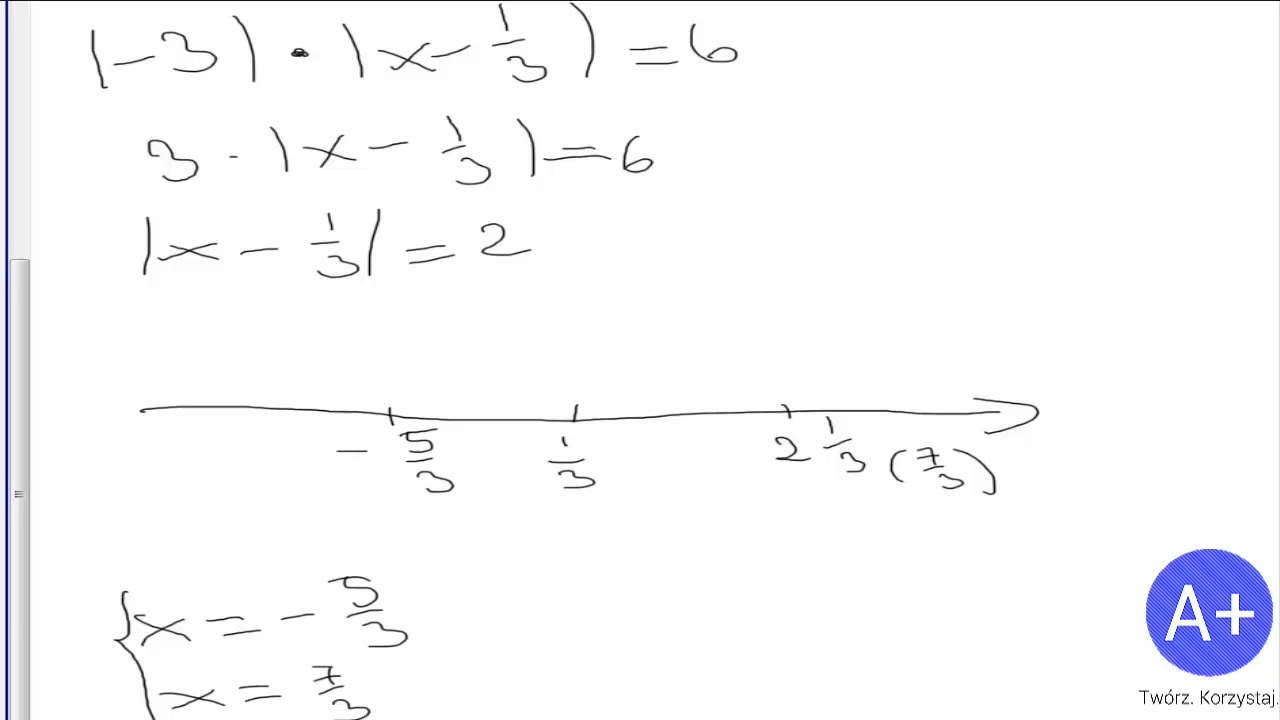 |-3| · |x - 1/3| = 6
3 · |x - 1/3| = 6
|x - 1/3| = 2
- 5/3 1/3 2 1/3 (7/3)
{ x = - 5/3
x = 7/3
A+
Twórz. Korzystaj.